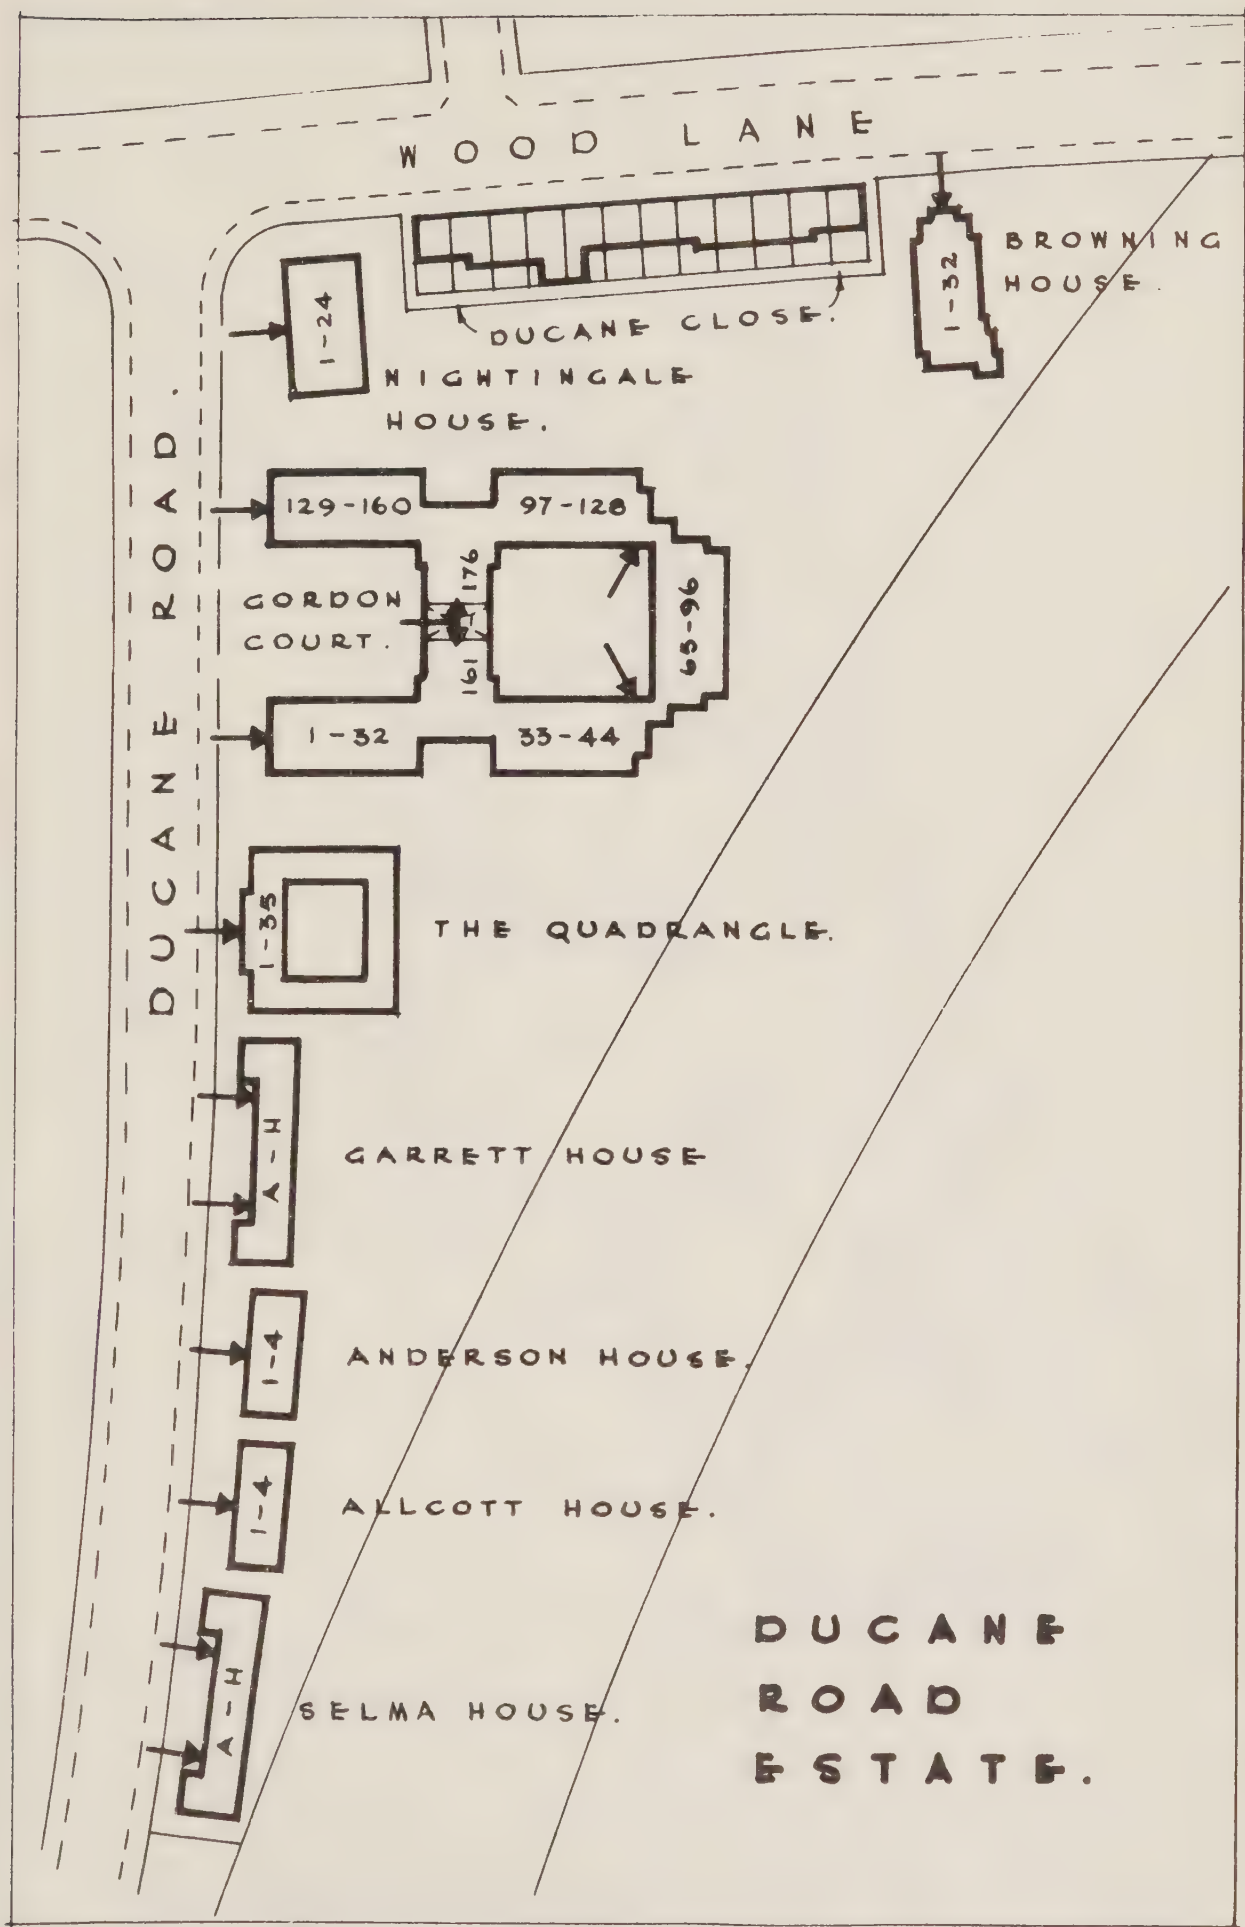 WOOD LANE
BROWNING
HOUSE.
1-32
DUCANE CLOSE.
1-24
NIGHTINGALE
HOUSE.
DUCANE ROAD.
129-160
97-128
GORDON
COURT.
176
161
65-96
1-32
33-44
1-35
THE QUADRANGLE.
A-H
GARRETT HOUSE
1-4
ANDERSON HOUSE.
1-4
ALLCOTT HOUSE.
A-H
SELMA HOUSE.
DUCANE
ROAD
ESTATE.